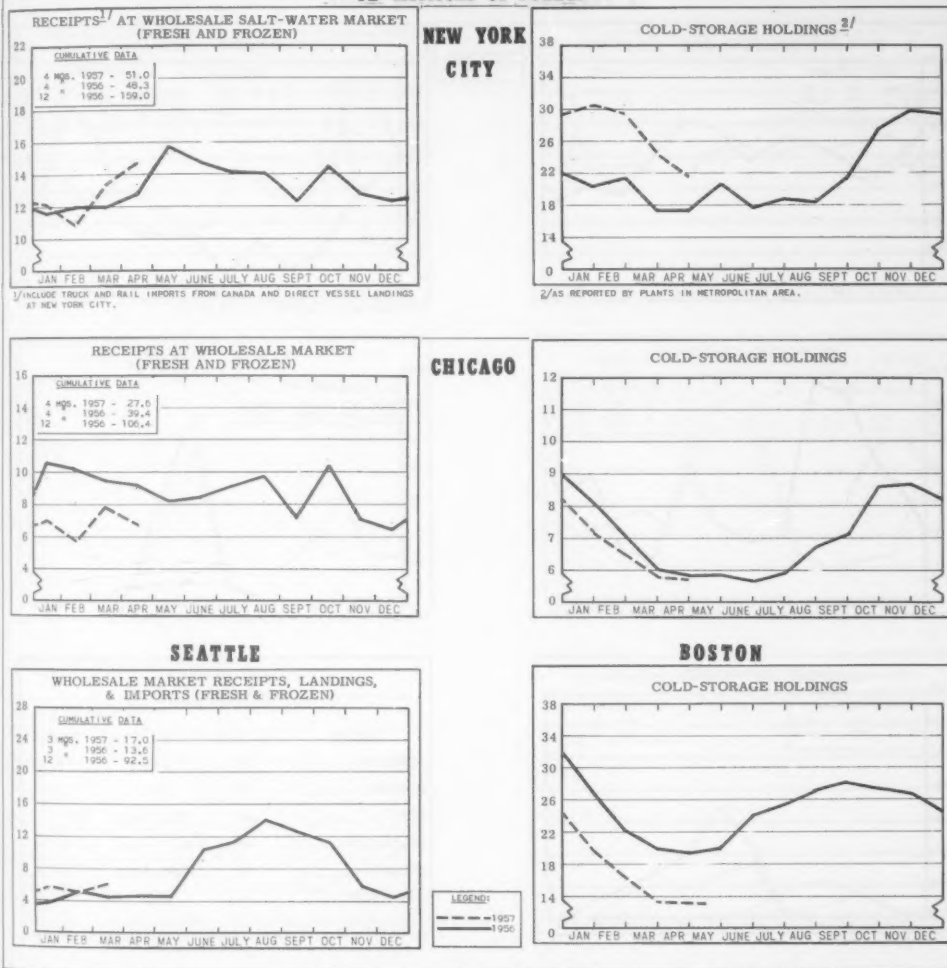 RECEIPTS 1/ AT WHOLESALE SALT-WATER MARKET
(FRESH AND FROZEN)
CUMULATIVE DATA
4 MOS. 1957 - 51.0
4 " 1956 - 48.3
12 " 1956 - 159.0
22
20
18
16
14
12
10
0
JAN FEB MAR APR MAY JUNE JULY AUG SEPT OCT NOV DEC
1/INCLUDE TRUCK AND RAIL IMPORTS FROM CANADA AND DIRECT VESSEL LANDINGS
AT NEW YORK CITY.
NEW YORK
CITY
COLD-STORAGE HOLDINGS 2/
38
34
30
26
22
18
14
0
JAN FEB MAR APR MAY JUNE JULY AUG SEPT OCT NOV DEC
2/AS REPORTED BY PLANTS IN METROPOLITAN AREA.
RECEIPTS AT WHOLESALE MARKET
(FRESH AND FROZEN)
CUMULATIVE DATA
4 MOS. 1957 - 27.6
4 " 1956 - 39.4
12 " 1956 - 106.4
16
14
12
10
8
6
4
0
JAN FEB MAR APR MAY JUNE JULY AUG SEPT OCT NOV DEC
CHICAGO
COLD-STORAGE HOLDINGS
12
11
10
9
8
7
6
0
JAN FEB MAR APR MAY JUNE JULY AUG SEPT OCT NOV DEC
SEATTLE
WHOLESALE MARKET RECEIPTS, LANDINGS,
& IMPORTS (FRESH & FROZEN)
CUMULATIVE DATA
3 MOS. 1957 - 17.0
3 " 1956 - 13.6
12 " 1956 - 92.5
28
24
20
16
12
8
4
0
JAN FEB MAR APR MAY JUNE JULY AUG SEPT OCT NOV DEC
LEGEND:
1957
1956
BOSTON
COLD-STORAGE HOLDINGS
38
34
30
26
22
18
14
0
JAN FEB MAR APR MAY JUNE JULY AUG SEPT OCT NOV DEC